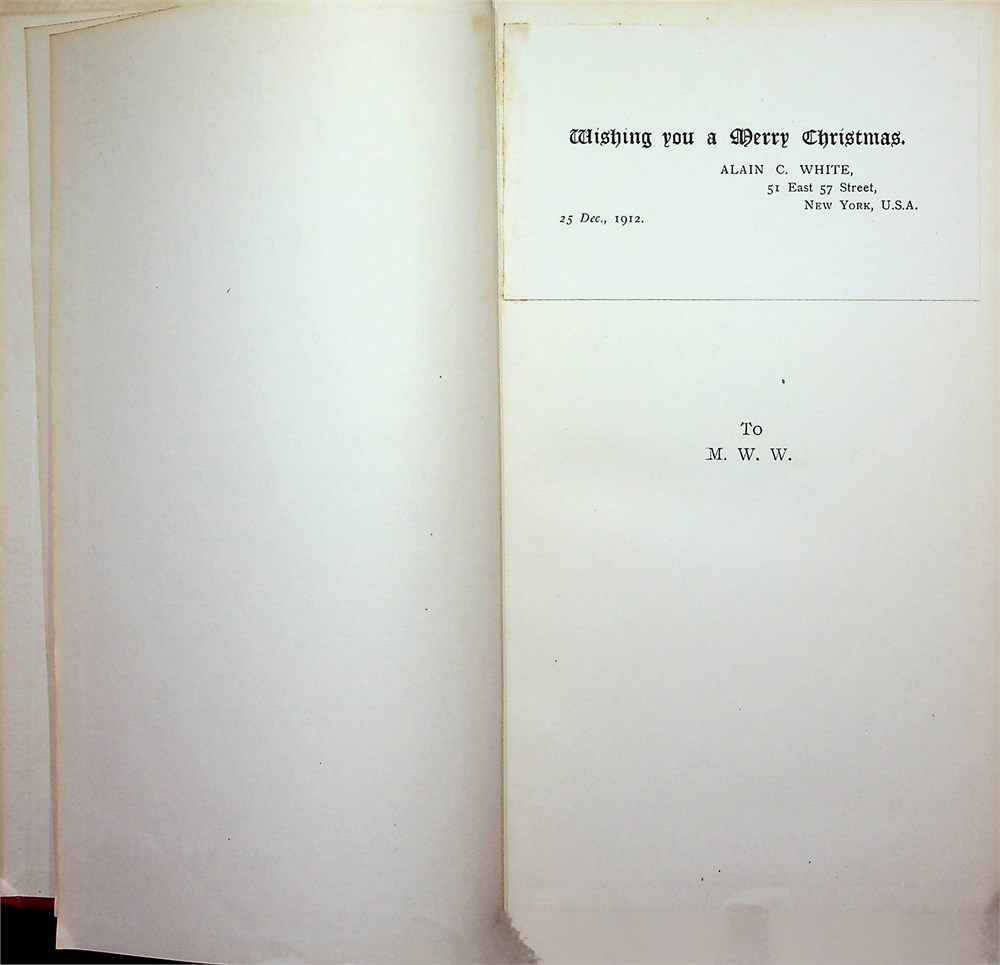 Wishing you a Merry Christmas.
ALAIN C. WHITE,
51 East 57 Street,
NEW YORK, U.S.A.
25 Dec., 1912.
To
M. W. W.